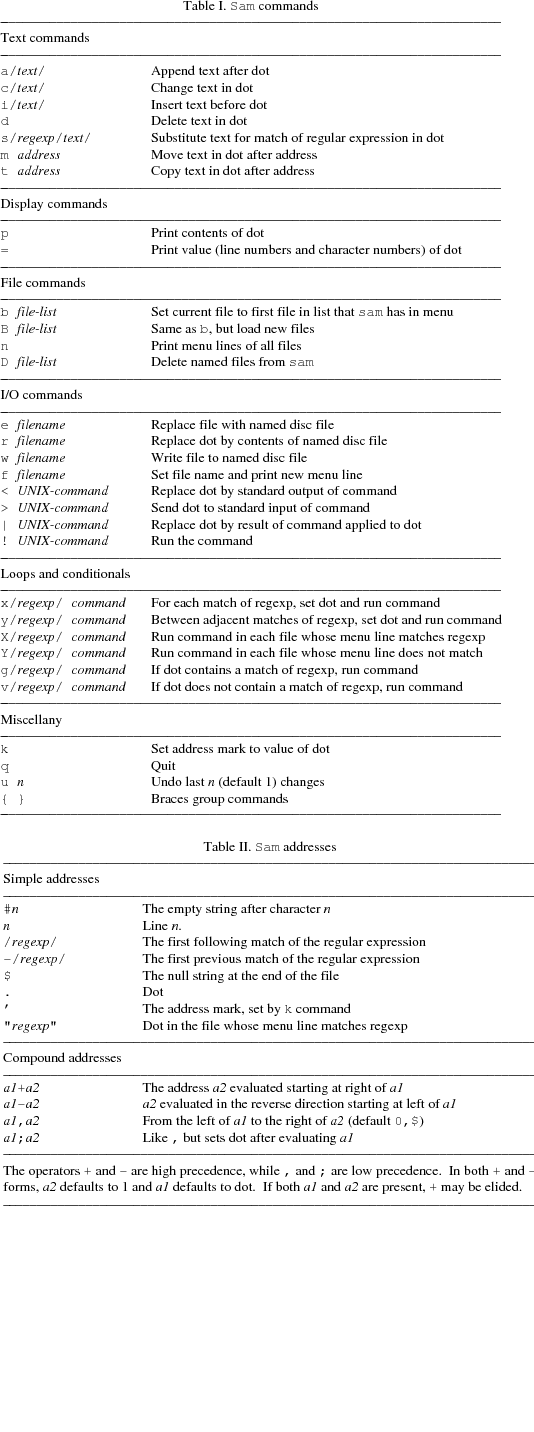 Table I. Sam commands
Text commands
a/text/ Append text after dot
c/text/ Change text in dot
i/text/ Insert text before dot
d Delete text in dot
s/regexp/text/ Substitute text for match of regular expression in dot
m address Move text in dot after address
t address Copy text in dot after address
Display commands
p Print contents of dot
= Print value (line numbers and character numbers) of dot
File commands
b file-list Set current file to first file in list that sam has in menu
B file-list Same as b, but load new files
n Print menu lines of all files
D file-list Delete named files from sam
I/O commands
e filename Replace file with named disc file
r filename Replace dot by contents of named disc file
w filename Write file to named disc file
f filename Set file name and print new menu line
< UNIX-command Replace dot by standard output of command
> UNIX-command Send dot to standard input of command
| UNIX-command Replace dot by result of command applied to dot
! UNIX-command Run the command
Loops and conditionals
x/regexp/ command For each match of regexp, set dot and run command
y/regexp/ command Between adjacent matches of regexp, set dot and run command
X/regexp/ command Run command in each file whose menu line matches regexp
Y/regexp/ command Run command in each file whose menu line does not match
g/regexp/ command If dot contains a match of regexp, run command
v/regexp/ command If dot does not contain a match of regexp, run command
Miscellany
k Set address mark to value of dot
q Quit
u n Undo last n (default 1) changes
{ } Braces group commands
Table II. Sam addresses
Simple addresses
#n The empty string after character n
n Line n.
/regexp/ The first following match of the regular expression
–/regexp/ The first previous match of the regular expression
$ The null string at the end of the file
. Dot
′ The address mark, set by k command
"regexp" Dot in the file whose menu line matches regexp
Compound addresses
a1+a2 The address a2 evaluated starting at right of a1
a1–a2 a2 evaluated in the reverse direction starting at left of a1
a1,a2 From the left of a1 to the right of a2 (default 0,$)
a1;a2 Like , but sets dot after evaluating a1
The operators + and – are high precedence, while , and ; are low precedence. In both + and –
forms, a2 defaults to 1 and a1 defaults to dot. If both a1 and a2 are present, + may be elided.